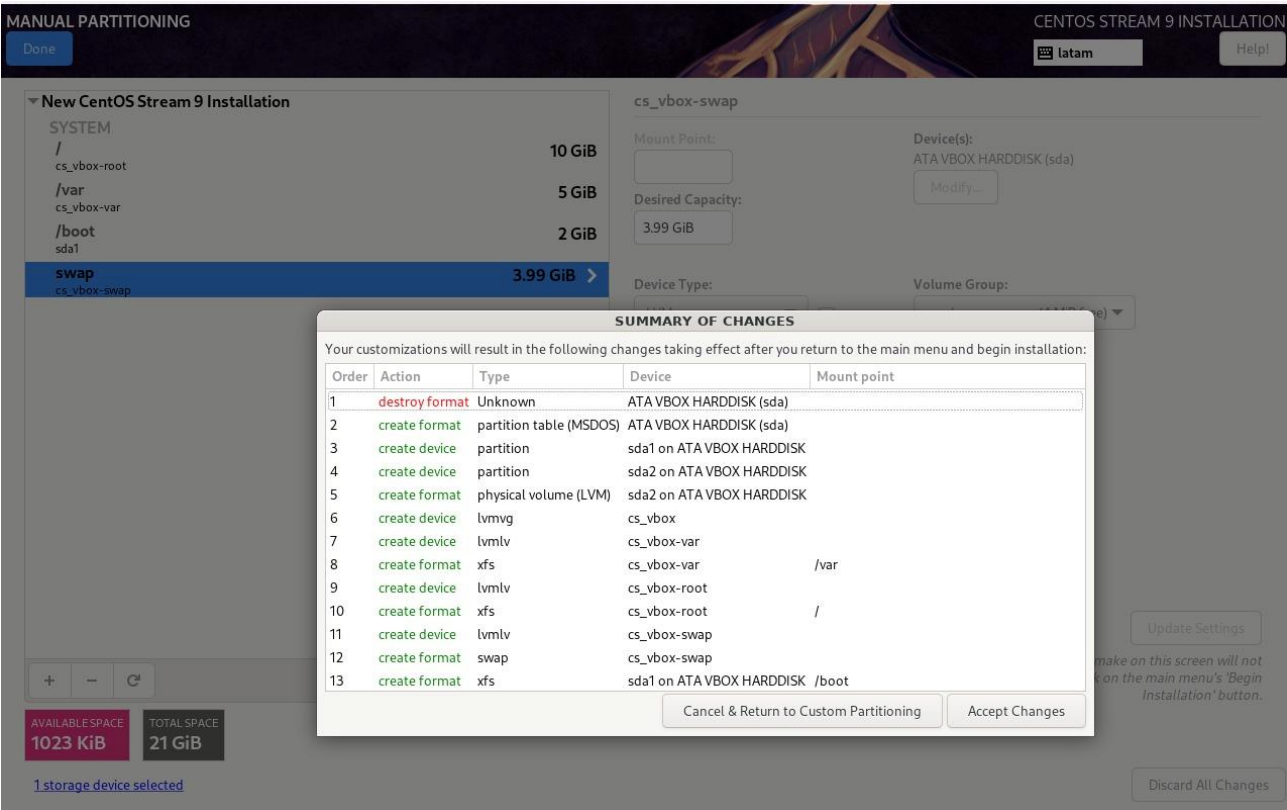 MANUAL PARTITIONING
CENTOS STREAM 9 INSTALLATION
Done
latam
Help!
New CentOS Stream 9 Installation
SYSTEM
/
10 GiB
cs_vbox-root
/var
5 GiB
cs_vbox-var
/boot
2 GiB
sda1
swap
3.99 GiB
cs_vbox-swap
cs_vbox-swap
Mount Point:
Device(s):
ATA VBOX HARDDISK (sda)
Modify...
Desired Capacity:
3.99 GiB
Device Type:
Volume Group:
SUMMARY OF CHANGES
Your customizations will result in the following changes taking effect after you return to the main menu and begin installation:
Order Action Type Device Mount point
1 destroy format Unknown ATA VBOX HARDDISK (sda)
2 create format partition table (MSDOS) ATA VBOX HARDDISK (sda)
3 create device partition sda1 on ATA VBOX HARDDISK
4 create device partition sda2 on ATA VBOX HARDDISK
5 create format physical volume (LVM) sda2 on ATA VBOX HARDDISK
6 create device lvmvg cs_vbox
7 create device lvmlv cs_vbox-var
8 create format xfs cs_vbox-var /var
9 create device lvmlv cs_vbox-root
10 create format xfs cs_vbox-root /
11 create device lvmlv cs_vbox-swap
12 create format swap cs_vbox-swap
13 create format xfs sda1 on ATA VBOX HARDDISK /boot
Cancel & Return to Custom Partitioning
Accept Changes
Update Settings
make on this screen will not
on the main menu's 'Begin
Installation' button.
+ −
AVAILABLE SPACE
1023 KiB
TOTAL SPACE
21 GiB
1 storage device selected
Discard All Changes